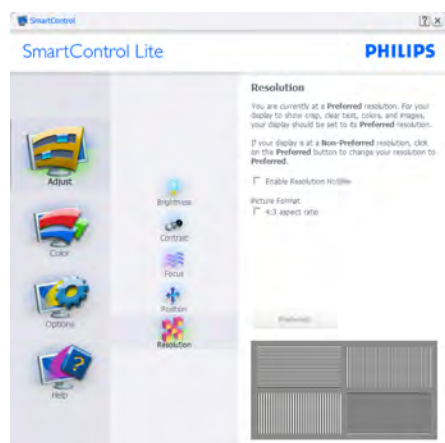 SmartControl
SmartControl Lite
PHILIPS
Resolution
You are currently at a Preferred resolution. For your
display to show crisp, clear text, colors, and images,
your display should be set to its Preferred resolution.
If your display is at a Non-Preferred resolution, click
on the Preferred button to change your resolution to
Preferred.
Enable Resolution Notifier
Picture Format
4:3 aspect ratio
Preferred
Adjust
Color
Options
Help
Brightness
Contrast
Focus
Position
Resolution